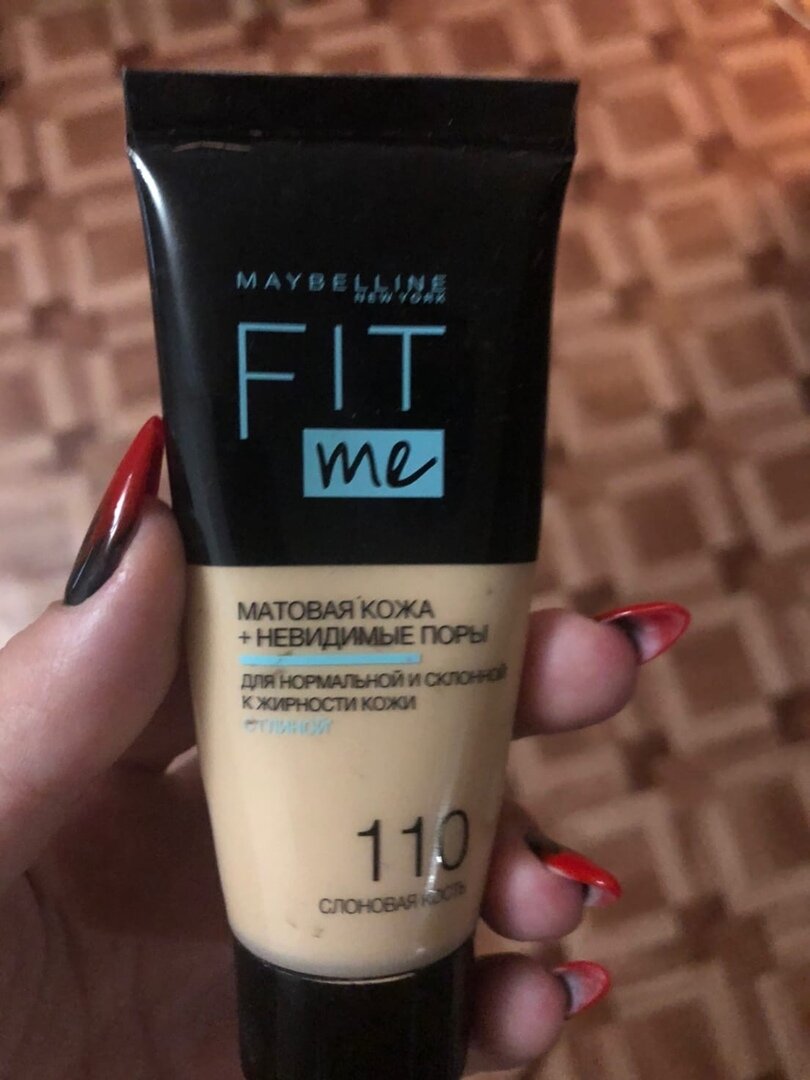 MAYBELLINE
NEW YORK
FIT
me
МАТОВАЯ КОЖА
+ НЕВИДИМЫЕ ПОРЫ
ДЛЯ НОРМАЛЬНОЙ И СКЛОННОЙ
К ЖИРНОСТИ КОЖИ
С ГЛИНОЙ
110
СЛОНОВАЯ КОСТЬ